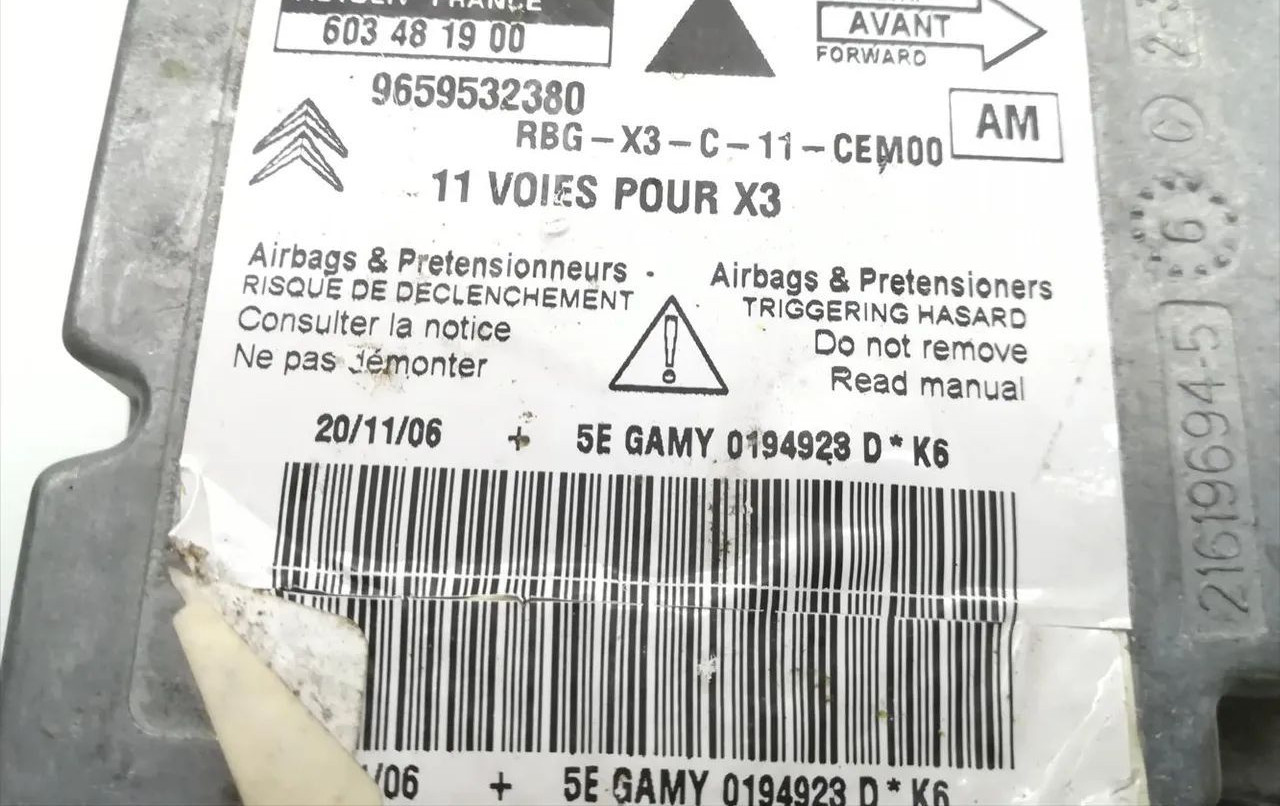 FRANCE
603 48 19 00
AVANT
FORWARD
9659532380
AM
RBG-X3-C-11-CEM00
11 VOIES POUR X3
Airbags & Pretensionneurs
RISQUE DE DECLENCHEMENT
Consulter la notice
Ne pas démonter
Airbags & Pretensioners
TRIGGERING HASARD
Do not remove
Read manual
20/11/06 + 5E GAMY 0194923 D * K6
/06 + 5E GAMY 0194923 D * K6
6
21619694-5